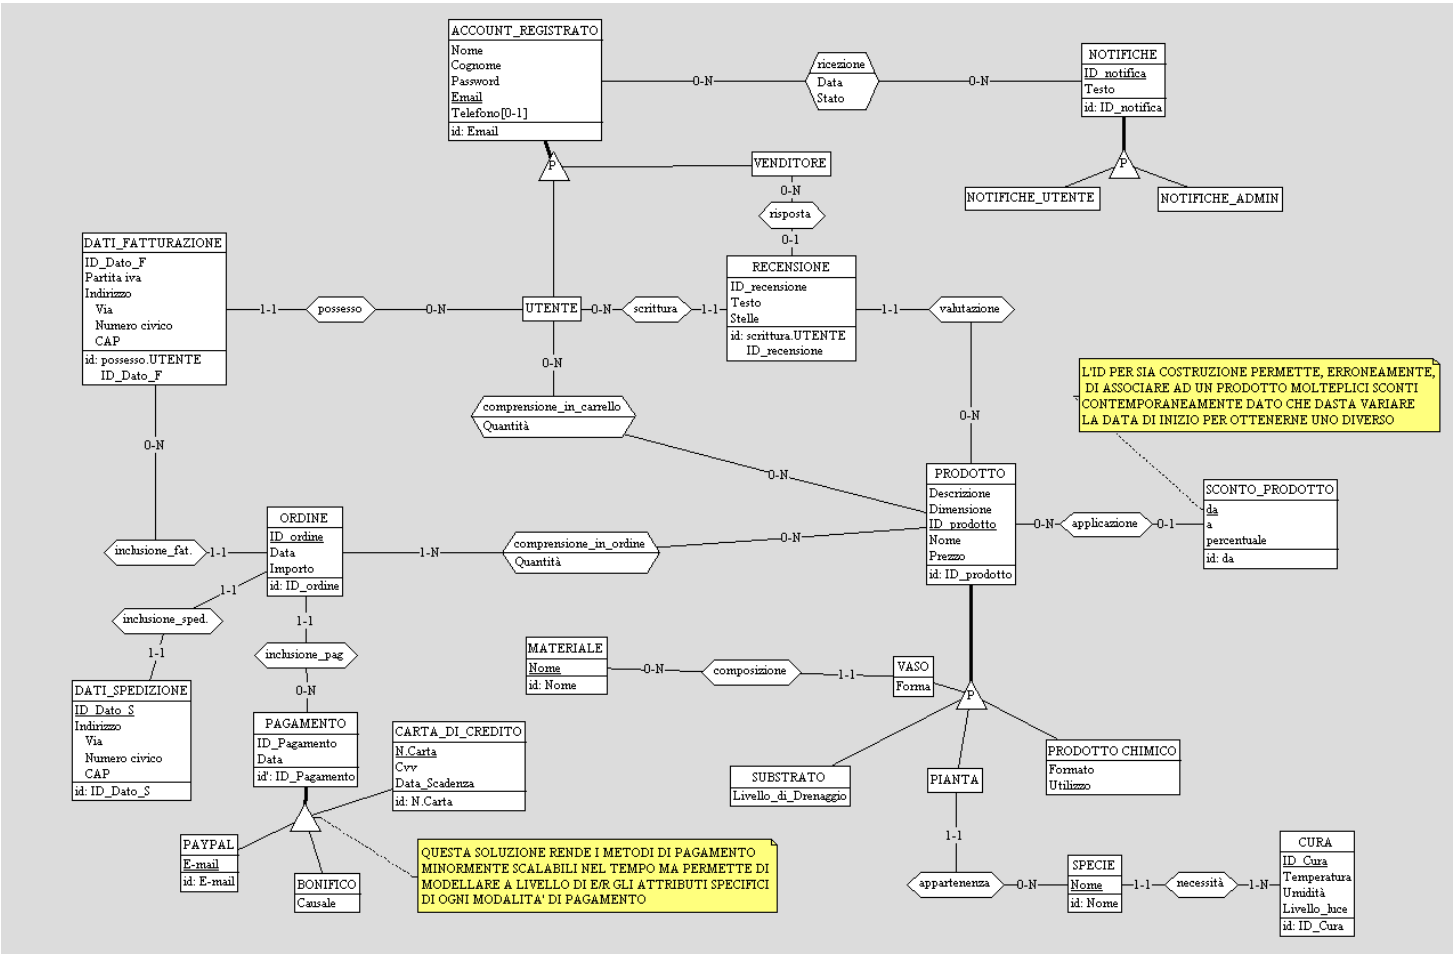 ACCOUNT_REGISTRATO
Nome
Cognome
Password
Email
Telefono[0-1]
id: Email
0-N
ricezione
Data
Stato
0-N
NOTIFICHE
ID_notifica
Testo
id: ID_notifica
P
NOTIFICHE_UTENTE
NOTIFICHE_ADMIN
P
VENDITORE
0-N
risposta
0-1
DATI_FATTURAZIONE
ID_Dato_F
Partita iva
Indirizzo
Via
Numero civico
CAP
id: possesso.UTENTE
ID_Dato_F
1-1
possesso
0-N
UTENTE
0-N
scrittura
1-1
RECENSIONE
ID_recensione
Testo
Stelle
id: scrittura.UTENTE
ID_recensione
1-1
valutazione
0-N
0-N
comprensione_in_carrello
Quantità
0-N
L'ID PER SIA COSTRUZIONE PERMETTE, ERRONEAMENTE,
DI ASSOCIARE AD UN PRODOTTO MOLTEPLICI SCONTI
CONTEMPORANEAMENTE DATO CHE DASTA VARIARE
LA DATA DI INIZIO PER OTTENERNE UNO DIVERSO
0-N
inclusione_fat.
1-1
ORDINE
ID_ordine
Data
Importo
id: ID_ordine
1-N
comprensione_in_ordine
Quantità
0-N
PRODOTTO
Descrizione
Dimensione
ID_prodotto
Nome
Prezzo
id: ID_prodotto
0-N
applicazione
0-1
SCONTO_PRODOTTO
da
a
percentuale
id: da
1-1
inclusione_sped.
1-1
DATI_SPEDIZIONE
ID_Dato_S
Indirizzo
Via
Numero civico
CAP
id: ID_Dato_S
1-1
inclusione_pag
0-N
PAGAMENTO
ID_Pagamento
Data
id': ID_Pagamento
CARTA_DI_CREDITO
N.Carta
Cvv
Data_Scadenza
id: N.Carta
PAYPAL
E-mail
id: E-mail
BONIFICO
Causale
QUESTA SOLUZIONE RENDE I METODI DI PAGAMENTO
MINORMENTE SCALABILI NEL TEMPO MA PERMETTE DI
MODELLARE A LIVELLO DI E/R GLI ATTRIBUTI SPECIFICI
DI OGNI MODALITA' DI PAGAMENTO
MATERIALE
Nome
id: Nome
0-N
composizione
1-1
VASO
Forma
P
SUBSTRATO
Livello_di_Drenaggio
PIANTA
PRODOTTO CHIMICO
Formato
Utilizzo
1-1
appartenenza
0-N
SPECIE
Nome
id: Nome
1-1
necessità
1-N
CURA
ID_Cura
Temperatura
Umidità
Livello_luce
id: ID_Cura